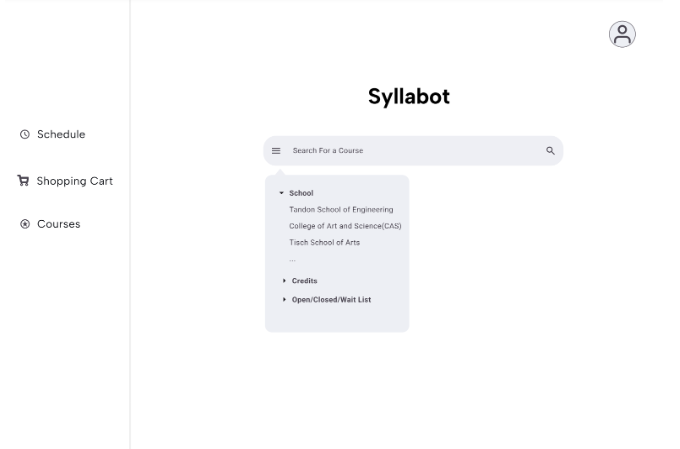 Syllabot
Schedule
Shopping Cart
Courses
Search For a Course
School
Tandon School of Engineering
College of Art and Science(CAS)
Tisch School of Arts
...
Credits
Open/Closed/Wait List